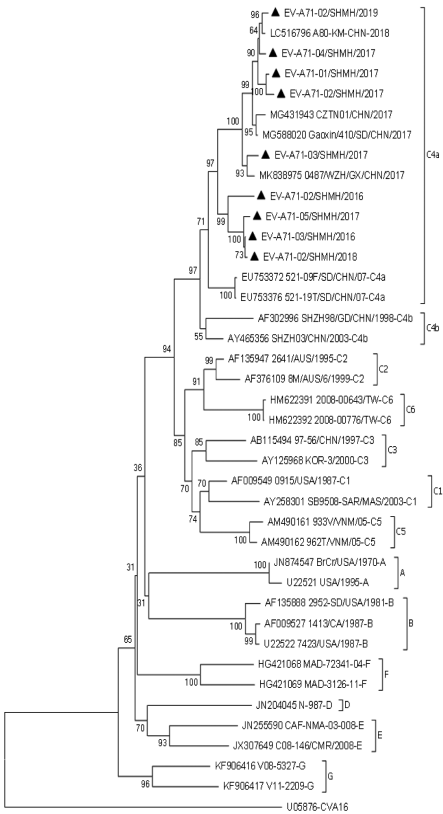 96
EV-A71-02/SHMH/2019
64
LC516796 A80-KM-CHN-2018
90
EV-A71-04/SHMH/2017
EV-A71-01/SHMH/2017
99
100
EV-A71-02/SHMH/2017
MG431943 CZTN01/CHN/2017
100
95
MG588020 Gaoxin/410/SD/CHN/2017
EV-A71-03/SHMH/2017
C4a
97
93
MK838975 0487/WZH/GX/CHN/2017
EV-A71-02/SHMH/2016
99
EV-A71-05/SHMH/2017
71
100
EV-A71-03/SHMH/2016
73
EV-A71-02/SHMH/2018
97
EU753372 521-09F/SD/CHN/07-C4a
100
EU753376 521-19T/SD/CHN/07-C4a
AF302996 SHZH98/GD/CHN/1998-C4b
C4b
55
AY465356 SHZH03/CHN/2003-C4b
94
99
AF135947 2641/AUS/1995-C2
C2
91
AF376109 8M/AUS/6/1999-C2
HM622391 2008-00643/TW-C6
C6
100
HM622392 2008-00776/TW-C6
85
85
AB115494 97-56/CHN/1997-C3
C3
AY125968 KOR-3/2000-C3
36
70
70
AF009549 0915/USA/1987-C1
C1
AY258301 SB9508-SAR/MAS/2003-C1
74
AM490161 933V/VNM/05-C5
C5
100
AM490162 962T/VNM/05-C5
31
100
JN874547 BrCr/USA/1970-A
A
U22521 USA/1995-A
31
AF135888 2952-SD/USA/1981-B
100
AF009527 1413/CA/1987-B
B
99
U22522 7423/USA/1987-B
65
HG421068 MAD-72341-04-F
F
100
HG421069 MAD-3126-11-F
JN204045 N-987-D
D
70
JN255590 CAF-NMA-03-008-E
E
93
JX307649 C08-146/CMR/2008-E
KF906416 V08-5327-G
G
96
KF906417 V11-2209-G
U05876-CVA16